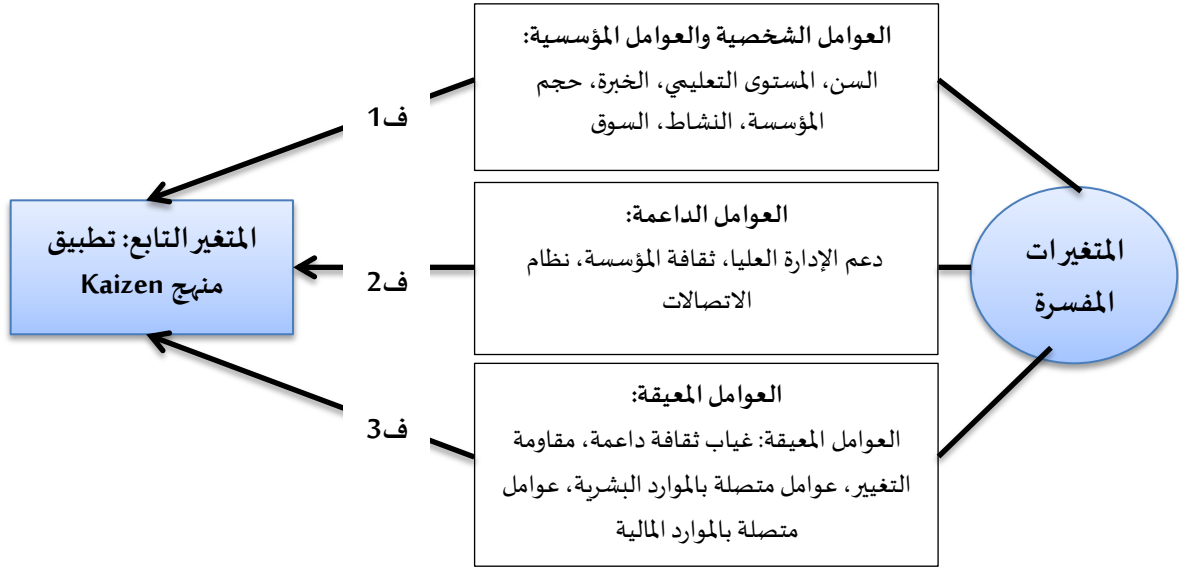 العوامل الشخصية والعوامل المؤسسية:
السن، المستوى التعليمي، الخبرة، حجم
المؤسسة، النشاط، السوق
ف1
المتغيرات
المفسرة
العوامل الداعمة:
دعم الإدارة العليا، ثقافة المؤسسة، نظام
الاتصالات
ف2
المتغير التابع: تطبيق
منهج Kaizen
العوامل المعيقة:
العوامل المعيقة: غياب ثقافة داعمة، مقاومة
التغيير، عوامل متصلة بالموارد البشرية، عوامل
متصلة بالموارد المالية
ف3